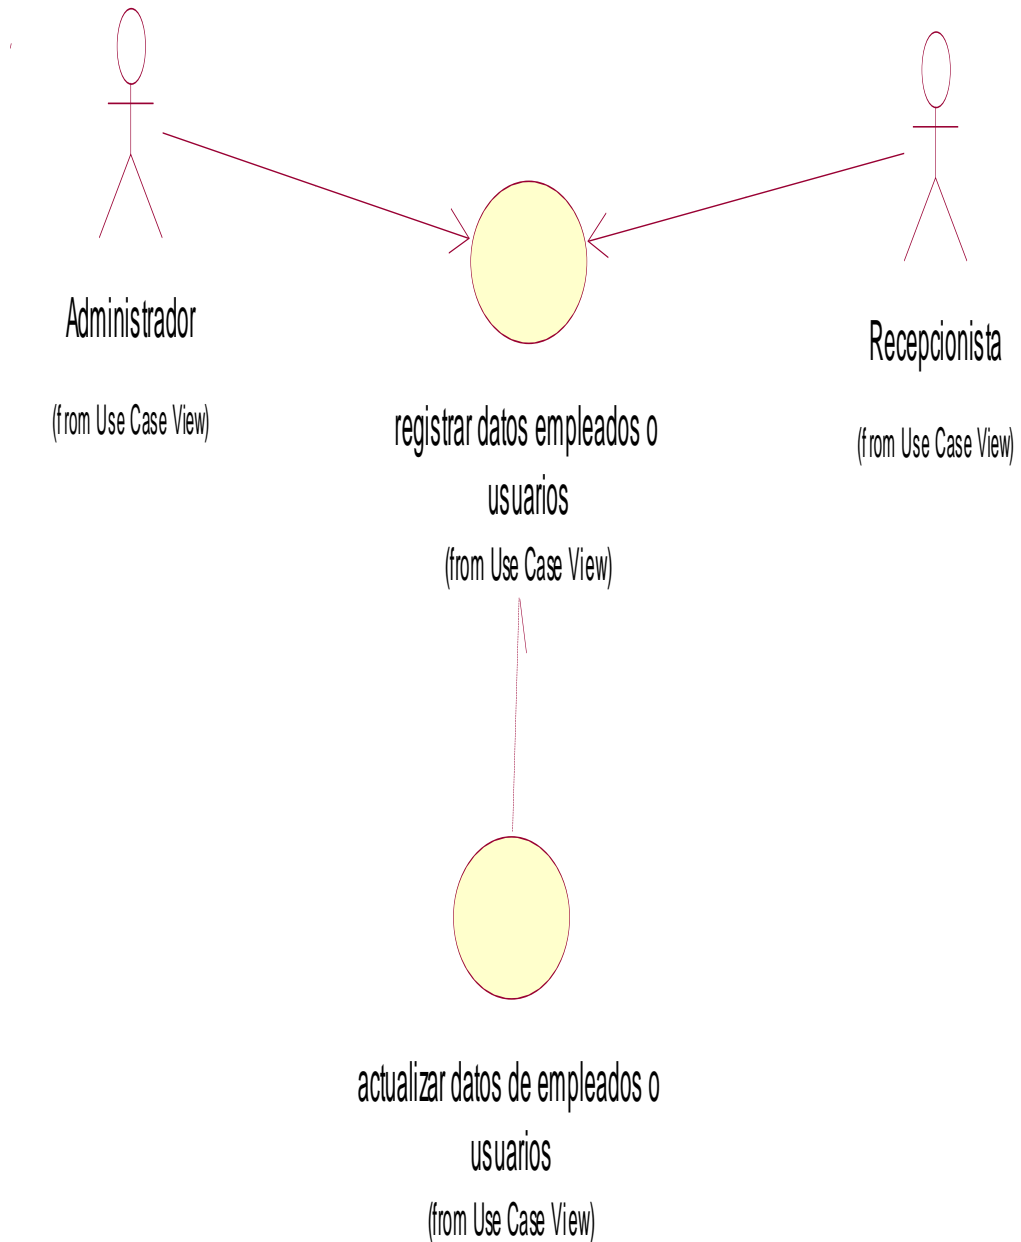 Administrador
(from Use Case View)
Recepcionista
(from Use Case View)
registrar datos empleados o
usuarios
(from Use Case View)
actualizar datos de empleados o
usuarios
(from Use Case View)